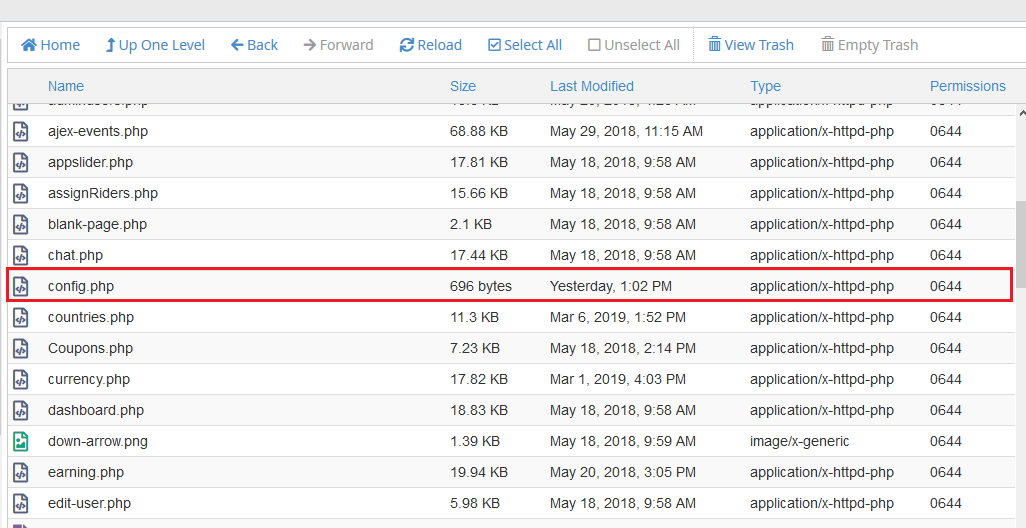 Home Up One Level Back Forward Reload Select All Unselect All View Trash Empty Trash
Name Size Last Modified Type Permissions
ajex-events.php 68.88 KB May 29, 2018, 11:15 AM application/x-httpd-php 0644
appslider.php 17.81 KB May 18, 2018, 9:58 AM application/x-httpd-php 0644
assignRiders.php 15.66 KB May 18, 2018, 9:58 AM application/x-httpd-php 0644
blank-page.php 2.1 KB May 18, 2018, 9:58 AM application/x-httpd-php 0644
chat.php 17.44 KB May 18, 2018, 9:58 AM application/x-httpd-php 0644
config.php 696 bytes Yesterday, 1:02 PM application/x-httpd-php 0644
countries.php 11.3 KB Mar 6, 2019, 1:52 PM application/x-httpd-php 0644
Coupons.php 7.23 KB May 18, 2018, 2:14 PM application/x-httpd-php 0644
currency.php 17.82 KB Mar 1, 2019, 4:03 PM application/x-httpd-php 0644
dashboard.php 18.83 KB May 18, 2018, 9:58 AM application/x-httpd-php 0644
down-arrow.png 1.39 KB May 18, 2018, 9:59 AM image/x-generic 0644
earning.php 19.94 KB May 20, 2018, 3:05 PM application/x-httpd-php 0644
edit-user.php 5.98 KB May 18, 2018, 9:58 AM application/x-httpd-php 0644